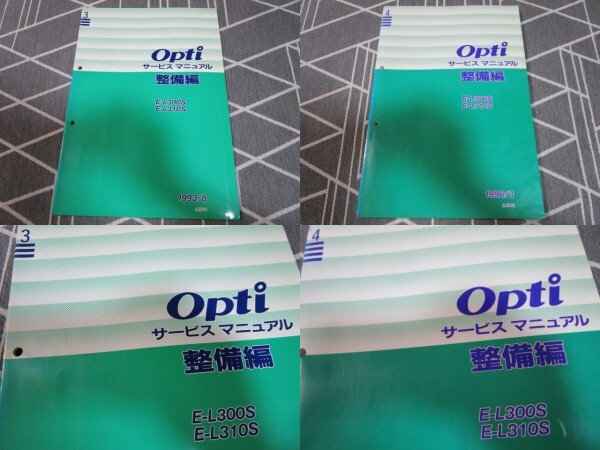 3
Opti
サービス マニュアル
整備編
E-L300S
E-L310S
1993/8
4
Opti
サービス マニュアル
整備編
E-L300S
E-L310S
3
Opti
サービス マニュアル
整備編
E-L300S
E-L310S
4
Opti
サービス マニュアル
整備編
E-L300S
E-L310S